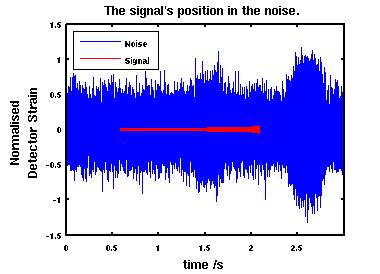 The signal's position in the noise.
Normalised
Detector Strain
1.5
1
0.5
0
-0.5
-1
-1.5
Noise
Signal
0 0.5 1 1.5 2 2.5
time /s